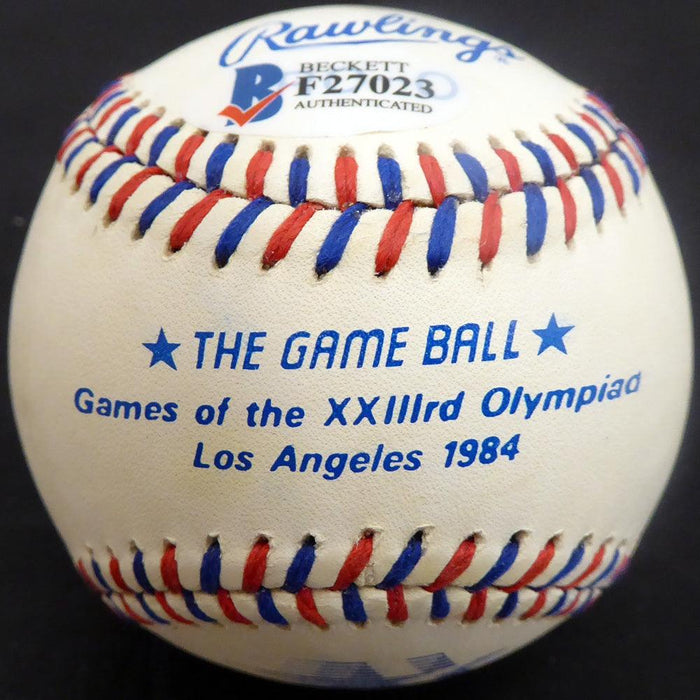 Rawlings
BECKETT
F27023
AUTHENTICATED
THE GAME BALL
Games of the XXIIIrd Olympiad
Los Angeles 1984